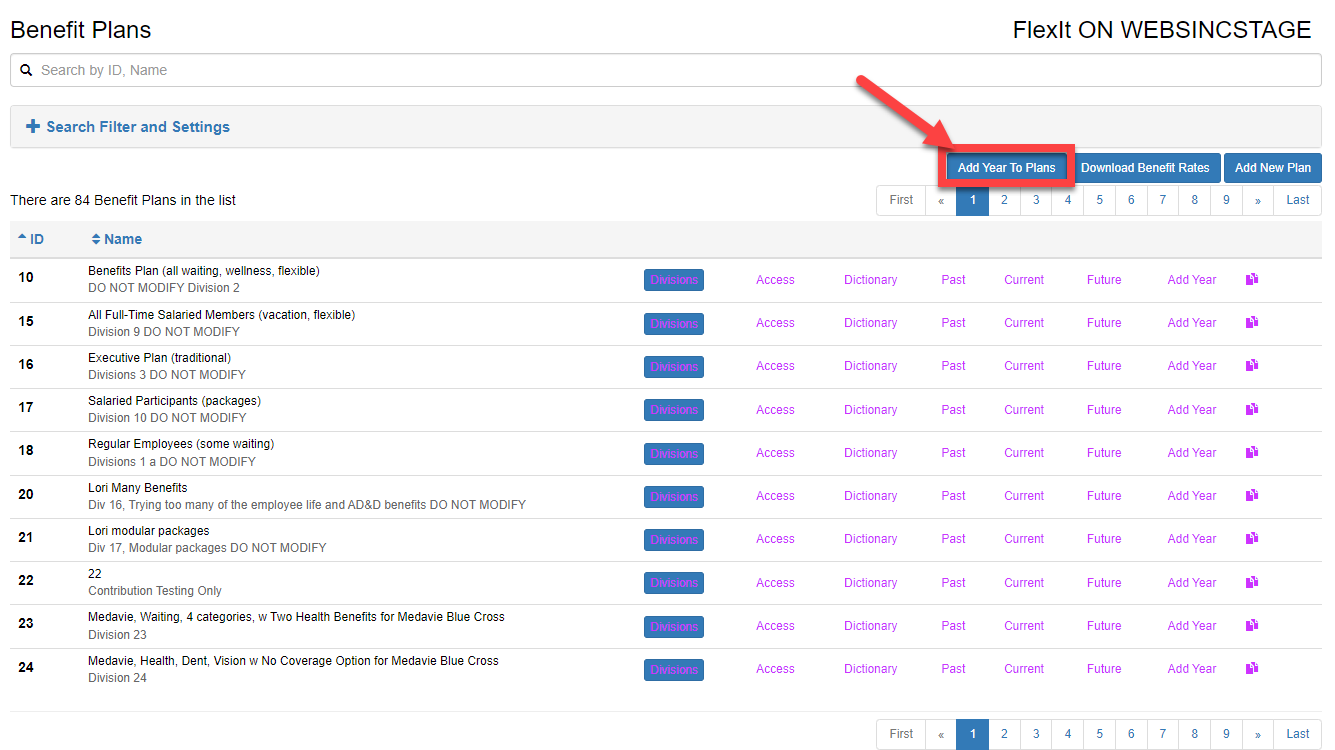 Benefit Plans FlexIt ON WEBSINCSTAGE
Search by ID, Name
Search Filter and Settings
Add Year To Plans Download Benefit Rates Add New Plan
There are 84 Benefit Plans in the list First « 1 2 3 4 5 6 7 8 9 » Last
ID Name
10 Benefits Plan (all waiting, wellness, flexible)
DO NOT MODIFY Division 2 Divisions Access Dictionary Past Current Future Add Year
15 All Full-Time Salaried Members (vacation, flexible)
Division 9 DO NOT MODIFY Divisions Access Dictionary Past Current Future Add Year
16 Executive Plan (traditional)
Divisions 3 DO NOT MODIFY Divisions Access Dictionary Past Current Future Add Year
17 Salaried Participants (packages)
Division 10 DO NOT MODIFY Divisions Access Dictionary Past Current Future Add Year
18 Regular Employees (some waiting)
Divisions 1 a DO NOT MODIFY Divisions Access Dictionary Past Current Future Add Year
20 Lori Many Benefits
Div 16, Trying too many of the employee life and AD&D benefits DO NOT MODIFY Divisions Access Dictionary Past Current Future Add Year
21 Lori modular packages
Div 17, Modular packages DO NOT MODIFY Divisions Access Dictionary Past Current Future Add Year
22 22
Contribution Testing Only Divisions Access Dictionary Past Current Future Add Year
23 Medavie, Waiting, 4 categories, w Two Health Benefits for Medavie Blue Cross
Division 23 Divisions Access Dictionary Past Current Future Add Year
24 Medavie, Health, Dent, Vision w No Coverage Option for Medavie Blue Cross
Division 24 Divisions Access Dictionary Past Current Future Add Year
First « 1 2 3 4 5 6 7 8 9 » Last